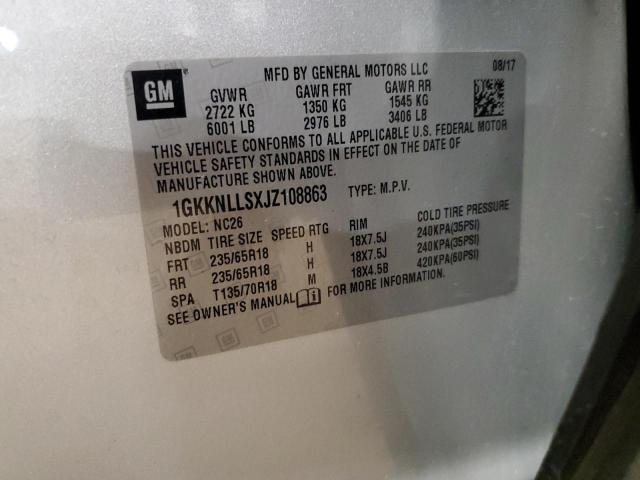 GM
MFD BY GENERAL MOTORS LLC 08/17
GVWR GAWR FRT GAWR RR
2722 KG 1350 KG 1545 KG
6001 LB 2976 LB 3406 LB
THIS VEHICLE CONFORMS TO ALL APPLICABLE U.S. FEDERAL MOTOR
VEHICLE SAFETY STANDARDS IN EFFECT ON THE DATE OF
MANUFACTURE SHOWN ABOVE.
1GKKNLLSXJZ108863 TYPE: M.P.V.
MODEL: NC26
NBDM TIRE SIZE SPEED RTG RIM COLD TIRE PRESSURE
FRT 235/65R18 H 18X7.5J 240KPA(35PSI)
RR 235/65R18 H 18X7.5J 240KPA(35PSI)
SPA T135/70R18 M 18X4.5B 420KPA(60PSI)
SEE OWNER'S MANUAL FOR MORE INFORMATION.